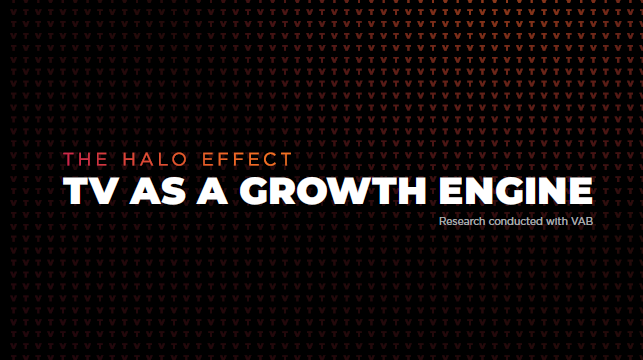 THE HALO EFFECT
TV AS A GROWTH ENGINE
Research conducted with VAB